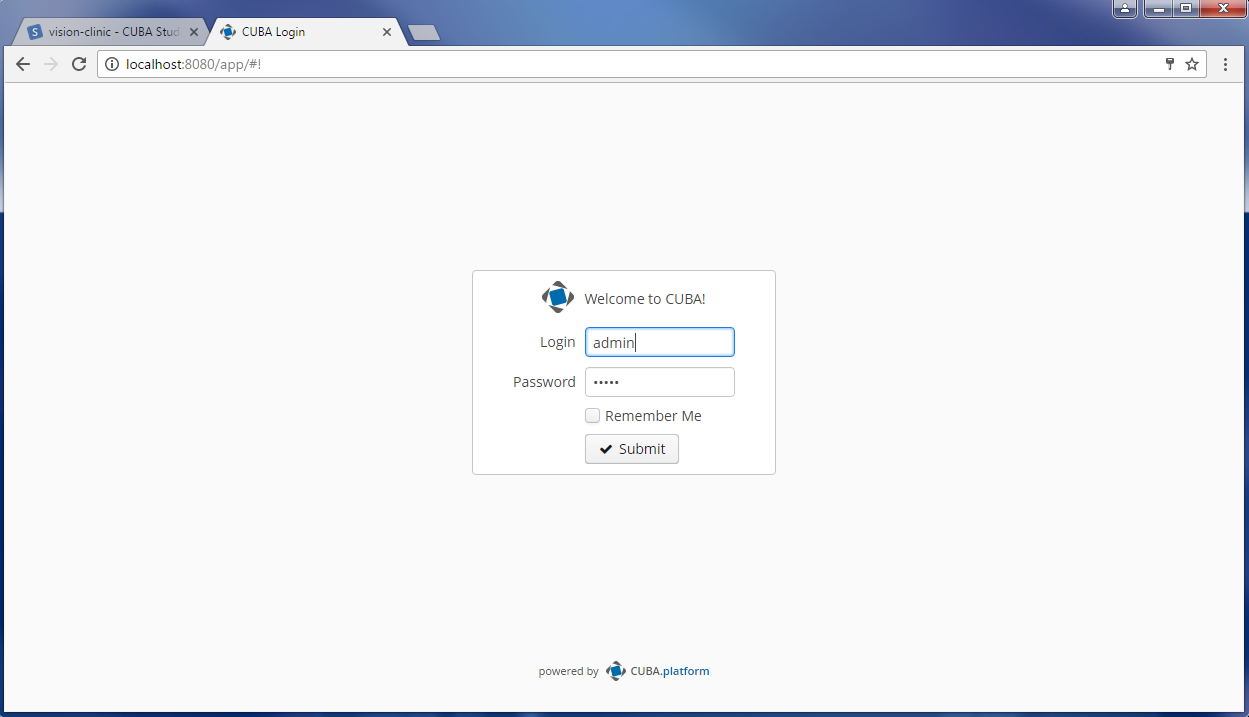 vision-clinic - CUBA Stud
CUBA Login
localhost:8080/app/#!
Welcome to CUBA!
Login admin
Password •••••
Remember Me
Submit
powered by CUBA.platform